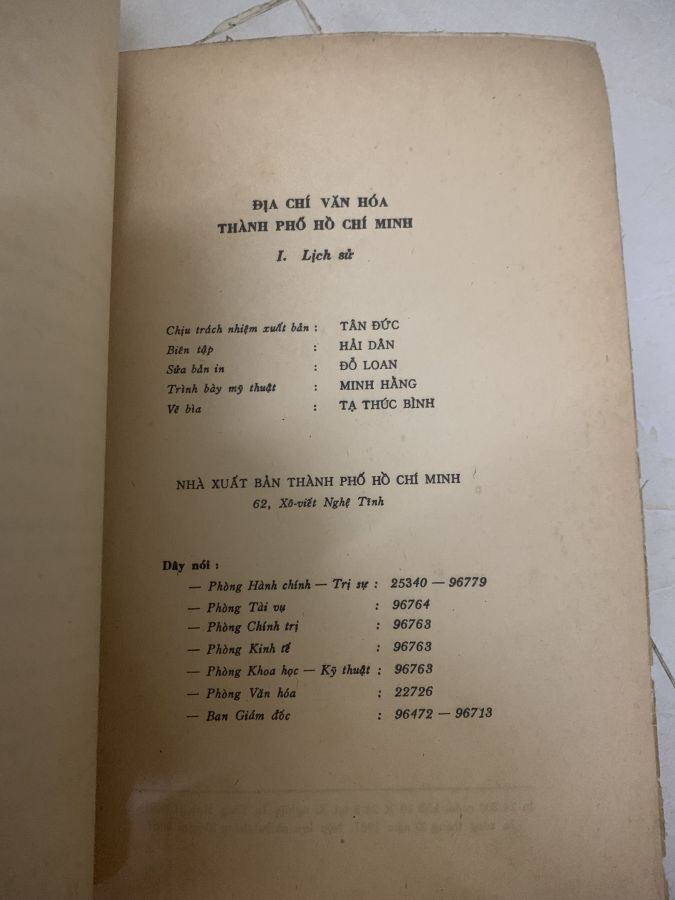 ĐỊA CHÍ VĂN HÓA
THÀNH PHỐ HỒ CHÍ MINH
I. Lịch sử
Chịu trách nhiệm xuất bản : TÂN ĐỨC
Biên tập : HẢI DÂN
Sửa bản in : ĐỖ LOAN
Trình bày mỹ thuật : MINH HẰNG
Vẽ bìa : TẠ THÚC BÌNH
NHÀ XUẤT BẢN THÀNH PHỐ HỒ CHÍ MINH
62, Xô-viết Nghệ Tĩnh
Dây nói :
— Phòng Hành chính — Trị sự : 25340 — 96779
— Phòng Tài vụ : 96764
— Phòng Chính trị : 96763
— Phòng Kinh tế : 96763
— Phòng Khoa học — Kỹ thuật : 96763
— Phòng Văn hóa : 22726
— Ban Giám đốc : 96472 — 96713